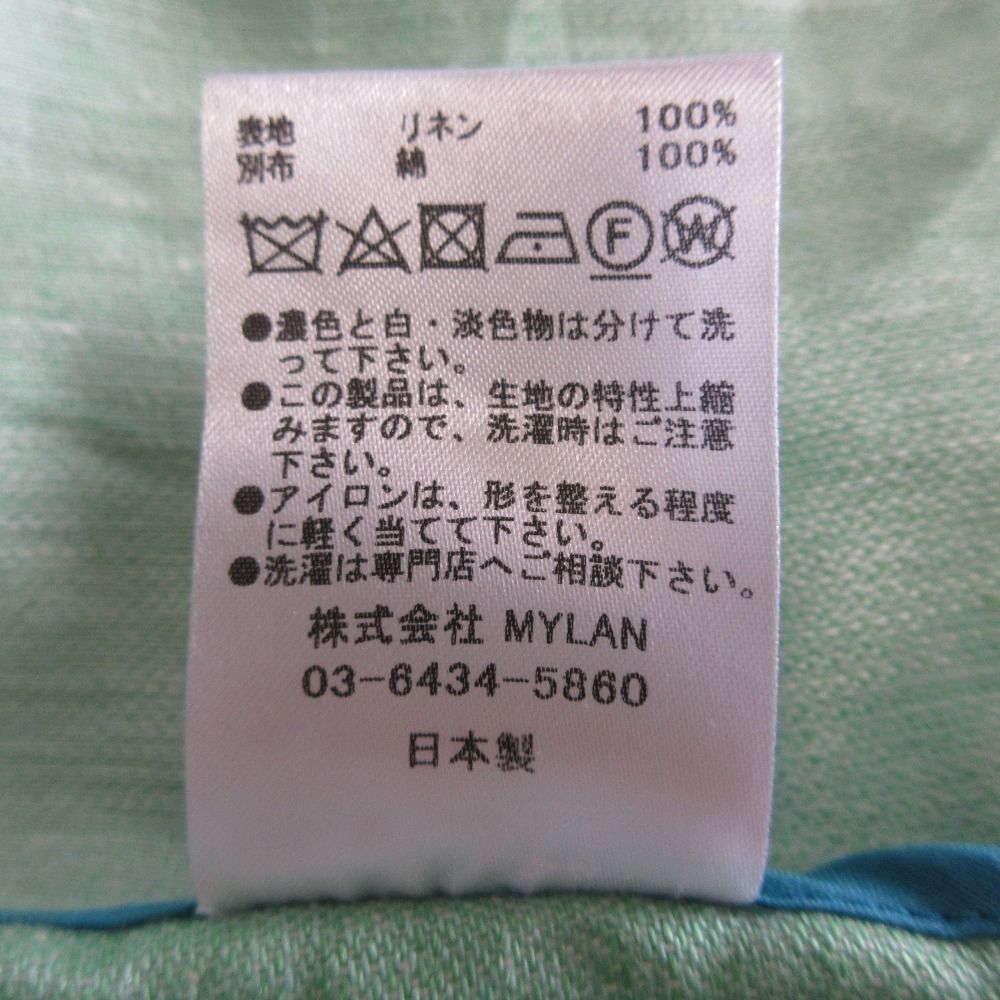 表地 リネン 100%
別布 綿 100%
F W
●濃色と白・淡色物は分けて洗
って下さい。
●この製品は、生地の特性上縮
みますので、洗濯時はご注意
下さい。
●アイロンは、形を整える程度
に軽く当てて下さい。
●洗濯は専門店へご相談下さい。
株式会社 MYLAN
03-6434-5860
日本製